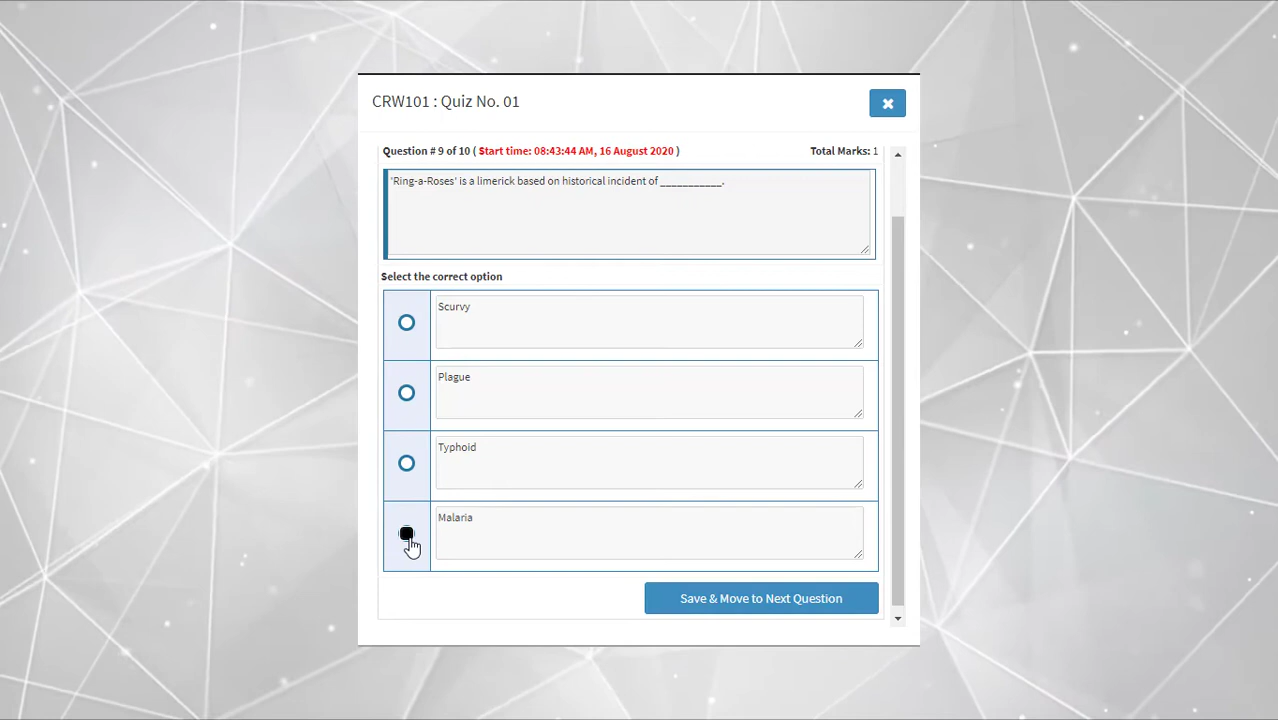 CRW101 : Quiz No. 01
Question # 9 of 10 ( Start time: 08:43:44 AM, 16 August 2020 ) Total Marks: 1
'Ring-a-Roses' is a limerick based on historical incident of ___________.
Select the correct option
Scurvy
Plague
Typhoid
Malaria
Save & Move to Next Question